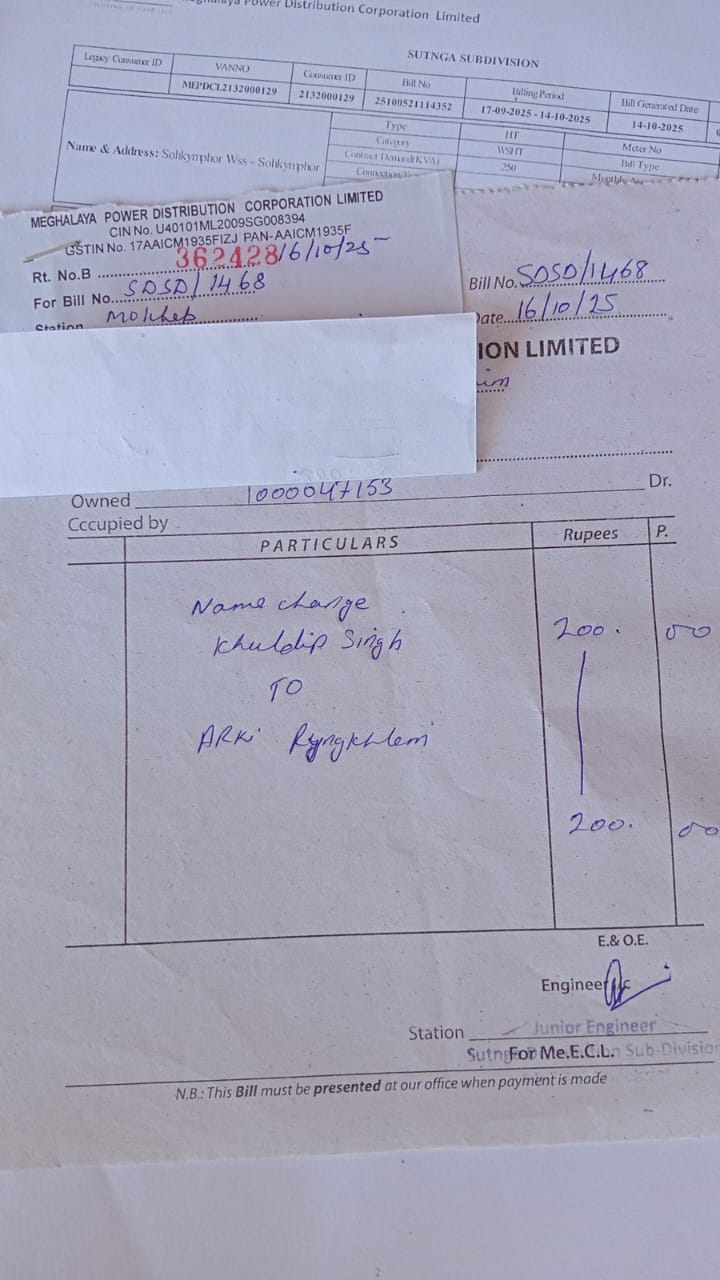 Power Distribution Corporation Limited
SUTNGA SUBDIVISION
Legacy Consumer ID VANNO Consumer ID Bill No Billing Period Bill Generated Date
MEPDCL2132000129 2132000129 25100521114352 17-09-2025 - 14-10-2025 14-10-2025
Name & Address: Sohkymphor Wss - Sohkymphor
Type HT Meter No
Category WSHT Bill Type
Contract Demand(KVA) 250
MEGHALAYA POWER DISTRIBUTION CORPORATION LIMITED
CIN No. U40101ML2009SG008394
GSTIN No. 17AAICM1935FIZJ PAN-AAICM1935F
Rt. No.B 362428 16/10/25
For Bill No. SDSD/1468
Station
Bill No. SDSD/1468
Date 16/10/25
ION LIMITED
Owned 1000047153 Dr.
Cccupied by
PARTICULARS Rupees P.
Name change
Khuldip Singh 200. 00
TO
ARKi Ryngkhlem
200. 00
E.& O.E.
Engineer
Station Junior Engineer
For Me.E.C.L. Sub-Division
N.B.: This Bill must be presented at our office when payment is made